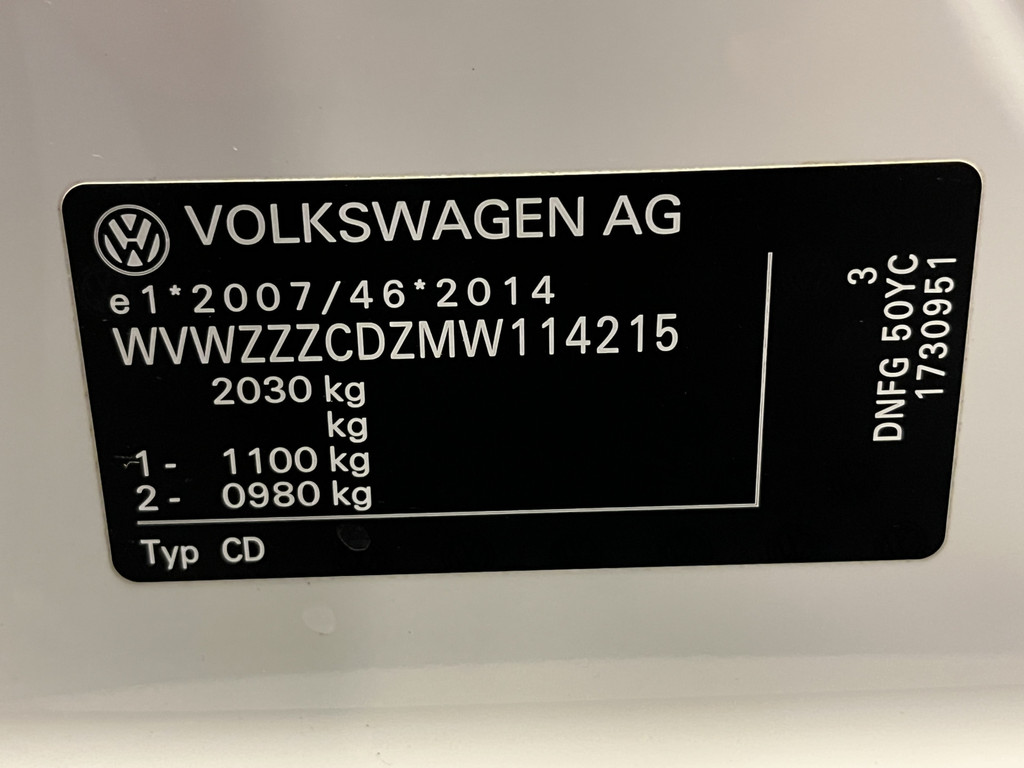 VOLKSWAGEN AG
e1*2007/46*2014
WVWZZZCDZMW114215
2030 kg
kg
1- 1100 kg
2- 0980 kg
Typ CD
3
DNFG 50YC
1730951